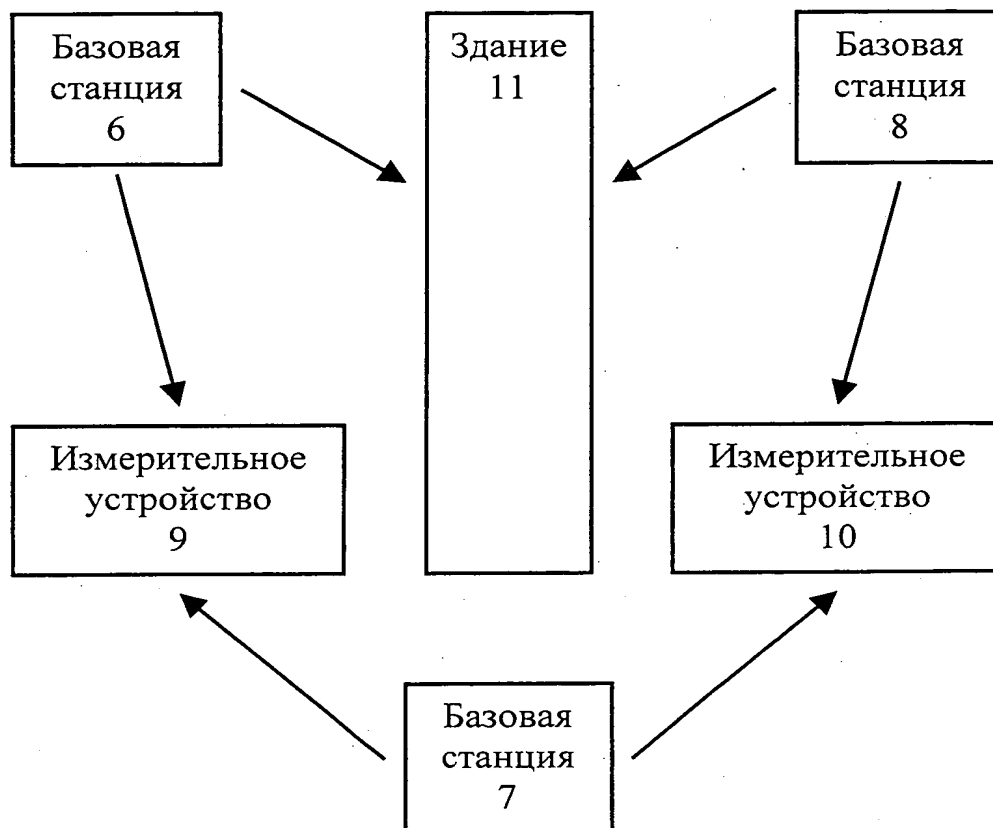 Базовая
станция
6
Здание
11
Базовая
станция
8
Измерительное
устройство
9
Измерительное
устройство
10
Базовая
станция
7